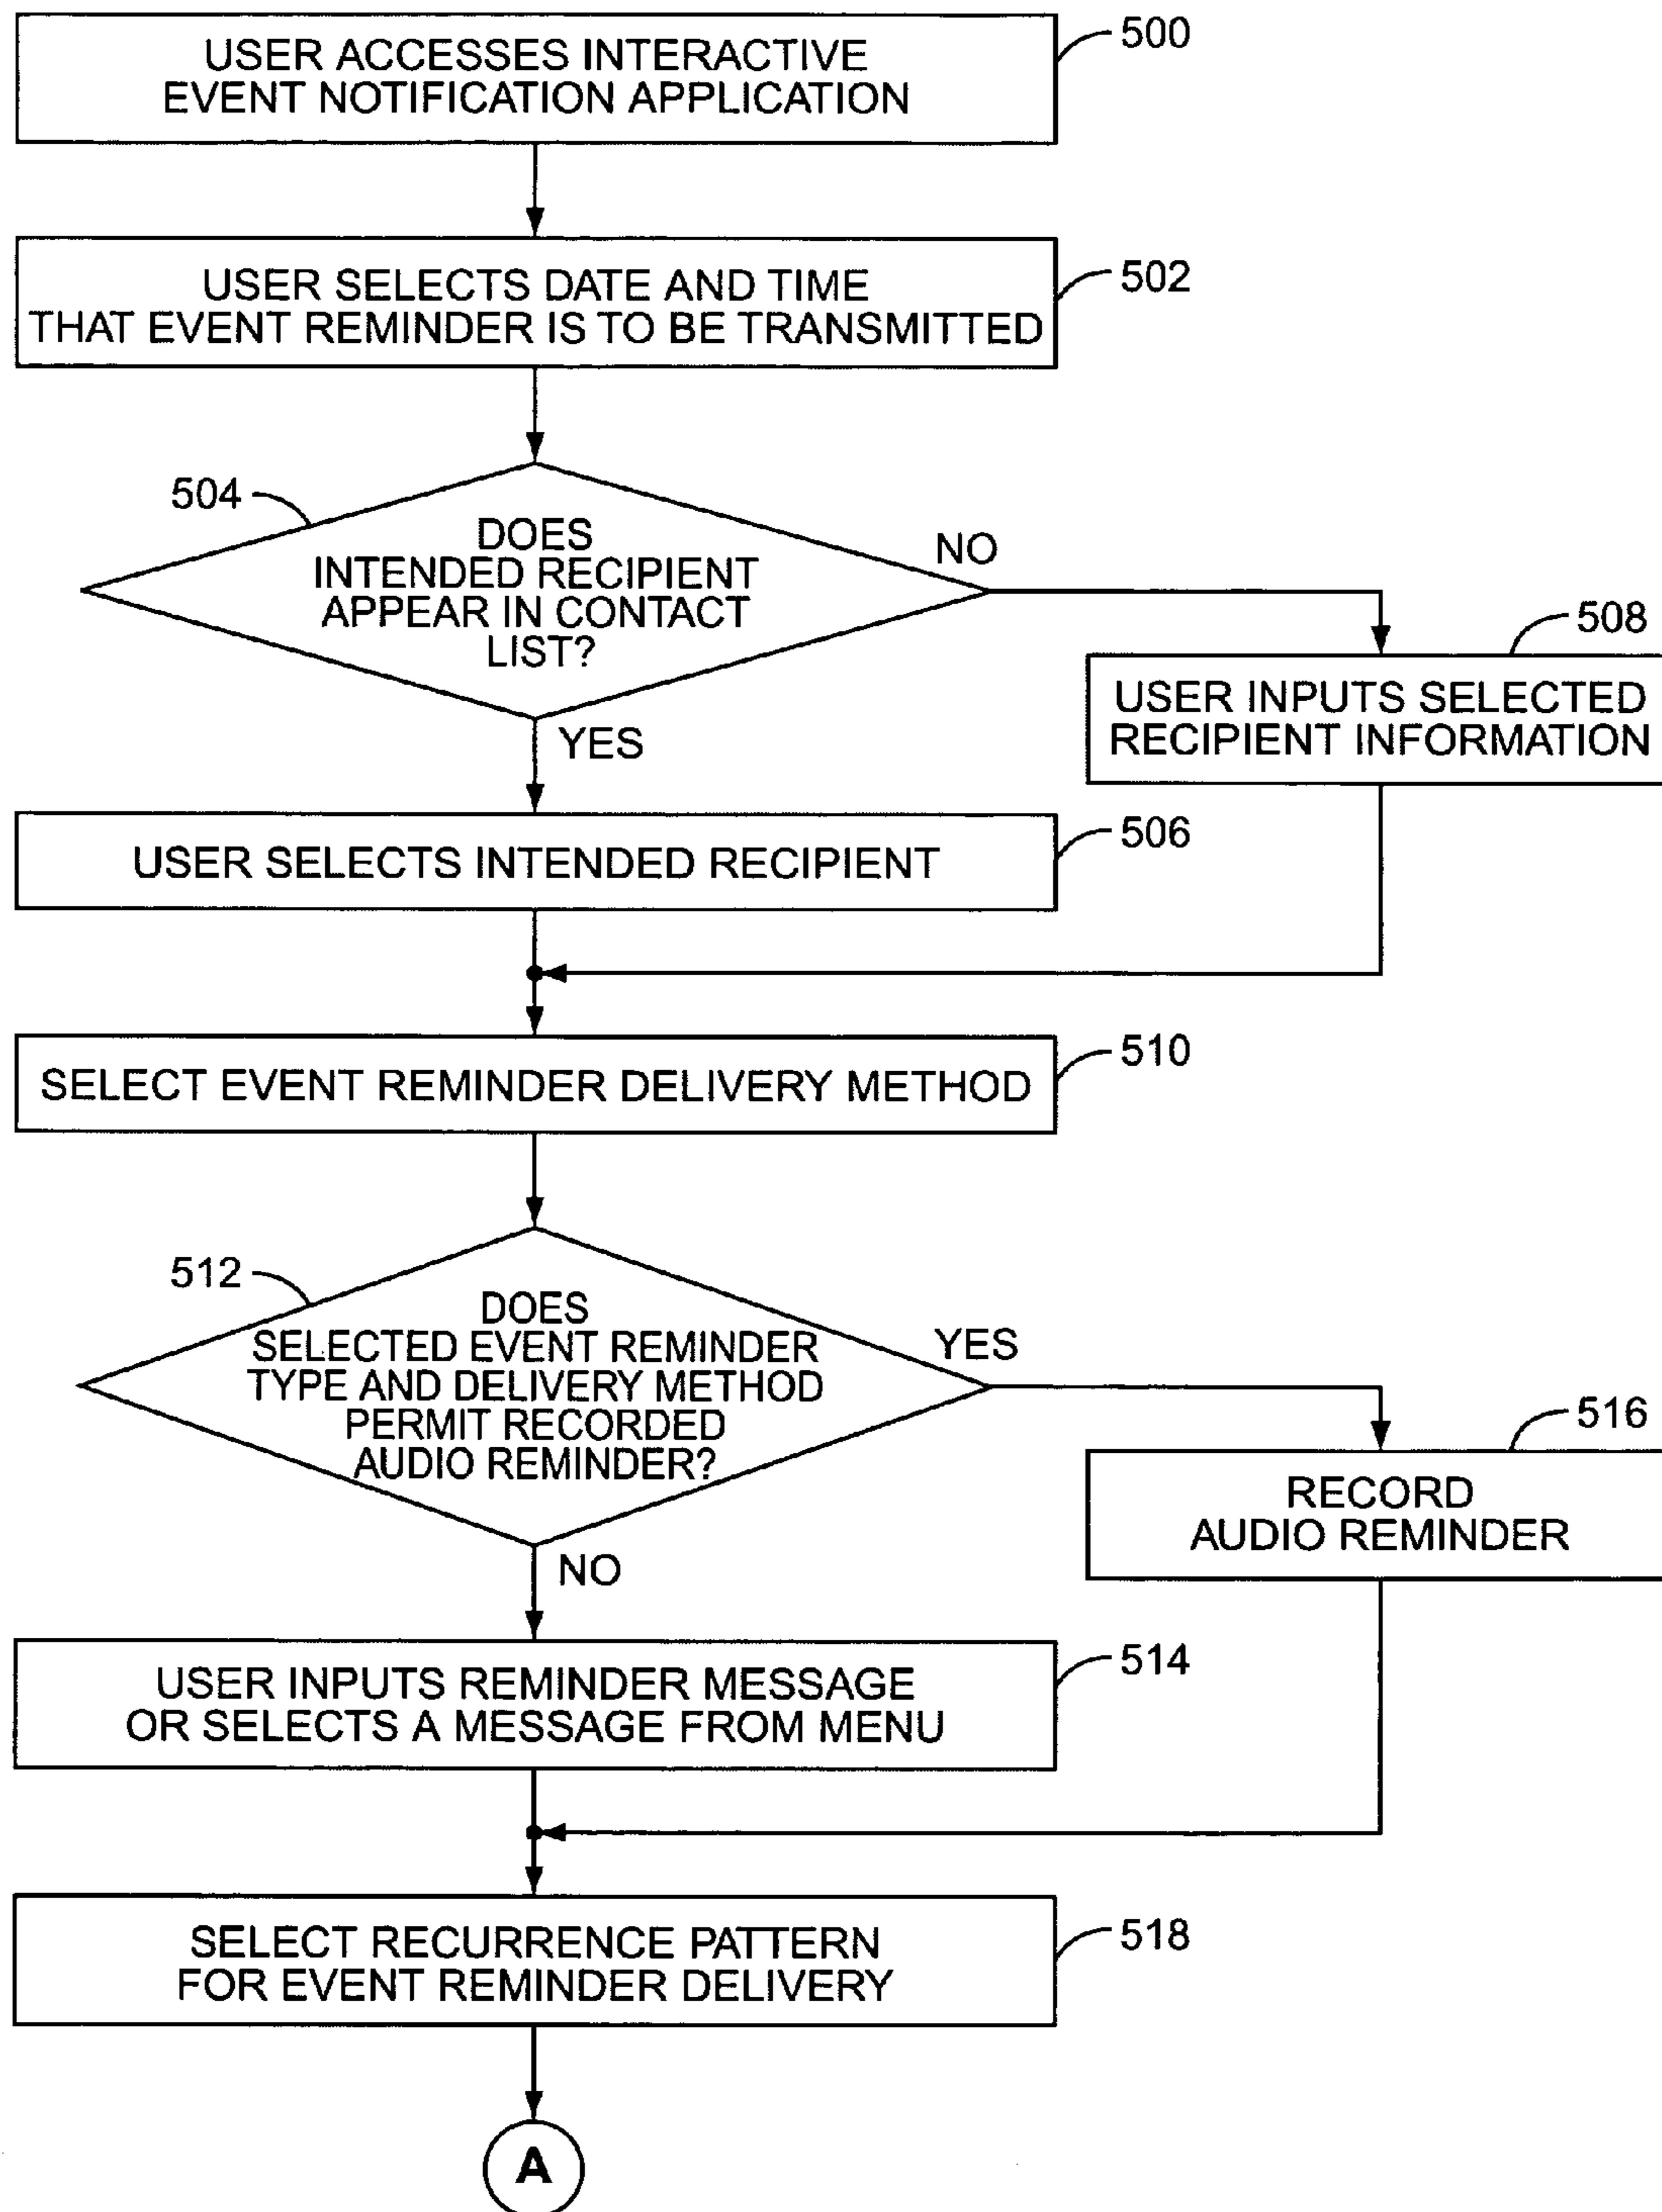 USER ACCESSES INTERACTIVE
EVENT NOTIFICATION APPLICATION
500
USER SELECTS DATE AND TIME
THAT EVENT REMINDER IS TO BE TRANSMITTED
502
504
DOES
INTENDED RECIPIENT
APPEAR IN CONTACT
LIST?
NO
YES
508
USER INPUTS SELECTED
RECIPIENT INFORMATION
USER SELECTS INTENDED RECIPIENT
506
SELECT EVENT REMINDER DELIVERY METHOD
510
512
DOES
SELECTED EVENT REMINDER
TYPE AND DELIVERY METHOD
PERMIT RECORDED
AUDIO REMINDER?
YES
NO
516
RECORD
AUDIO REMINDER
USER INPUTS REMINDER MESSAGE
OR SELECTS A MESSAGE FROM MENU
514
SELECT RECURRENCE PATTERN
FOR EVENT REMINDER DELIVERY
518
A